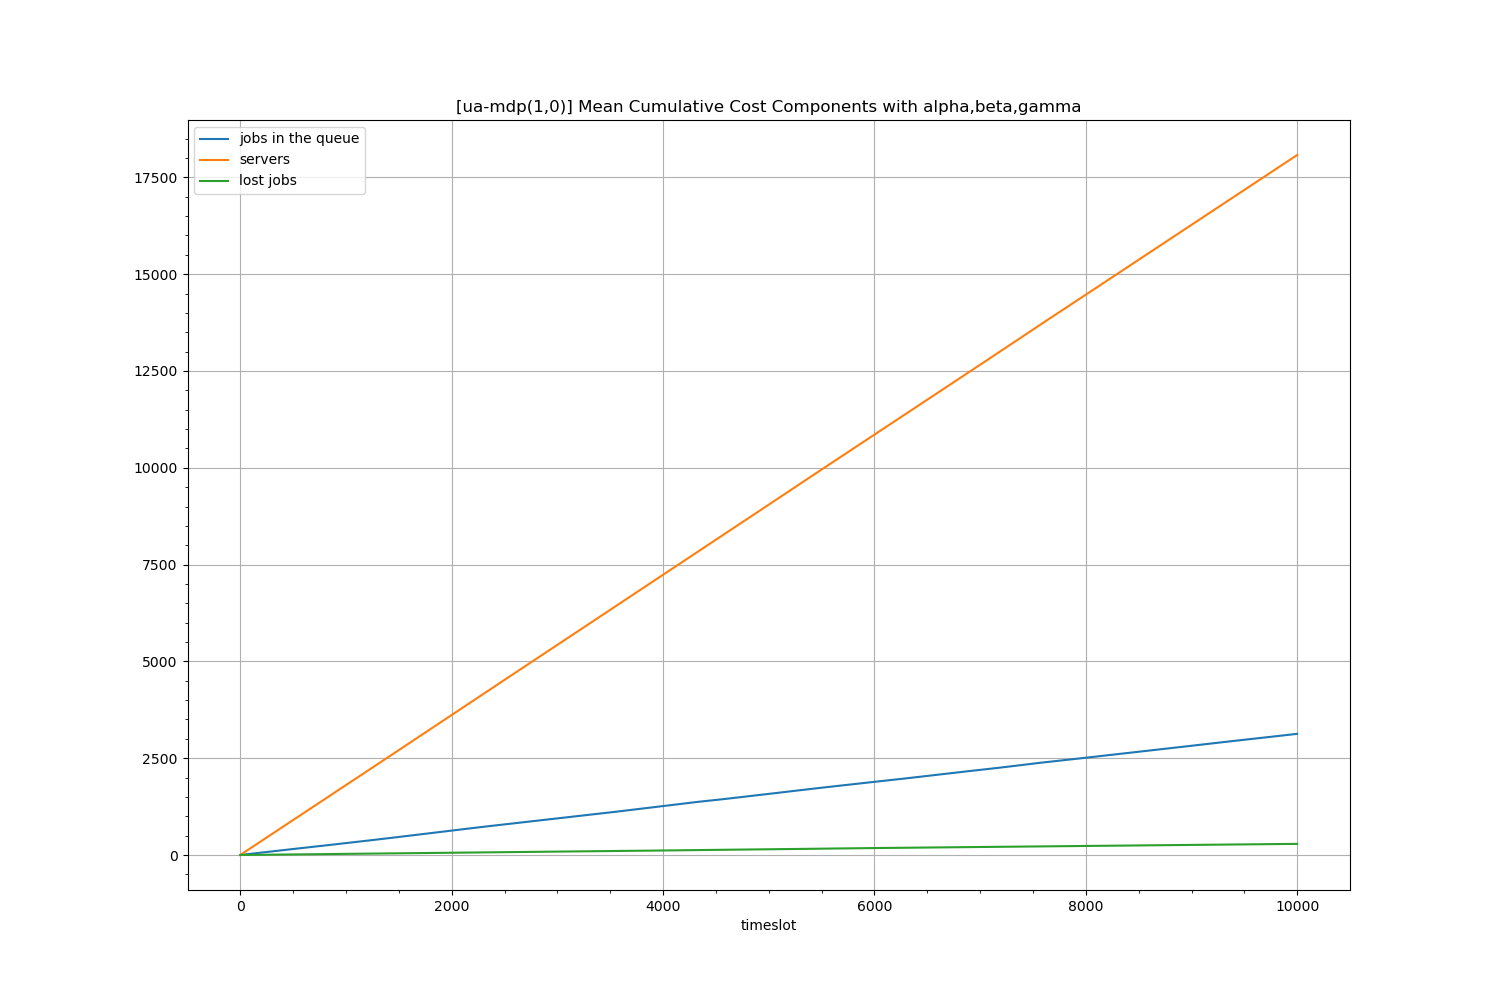 [ua-mdp(1,0)] Mean Cumulative Cost Components with alpha,beta,gamma
jobs in the queue
servers
lost jobs
17500
15000
12500
10000
7500
5000
2500
0
0 2000 4000 6000 8000 10000
timeslot